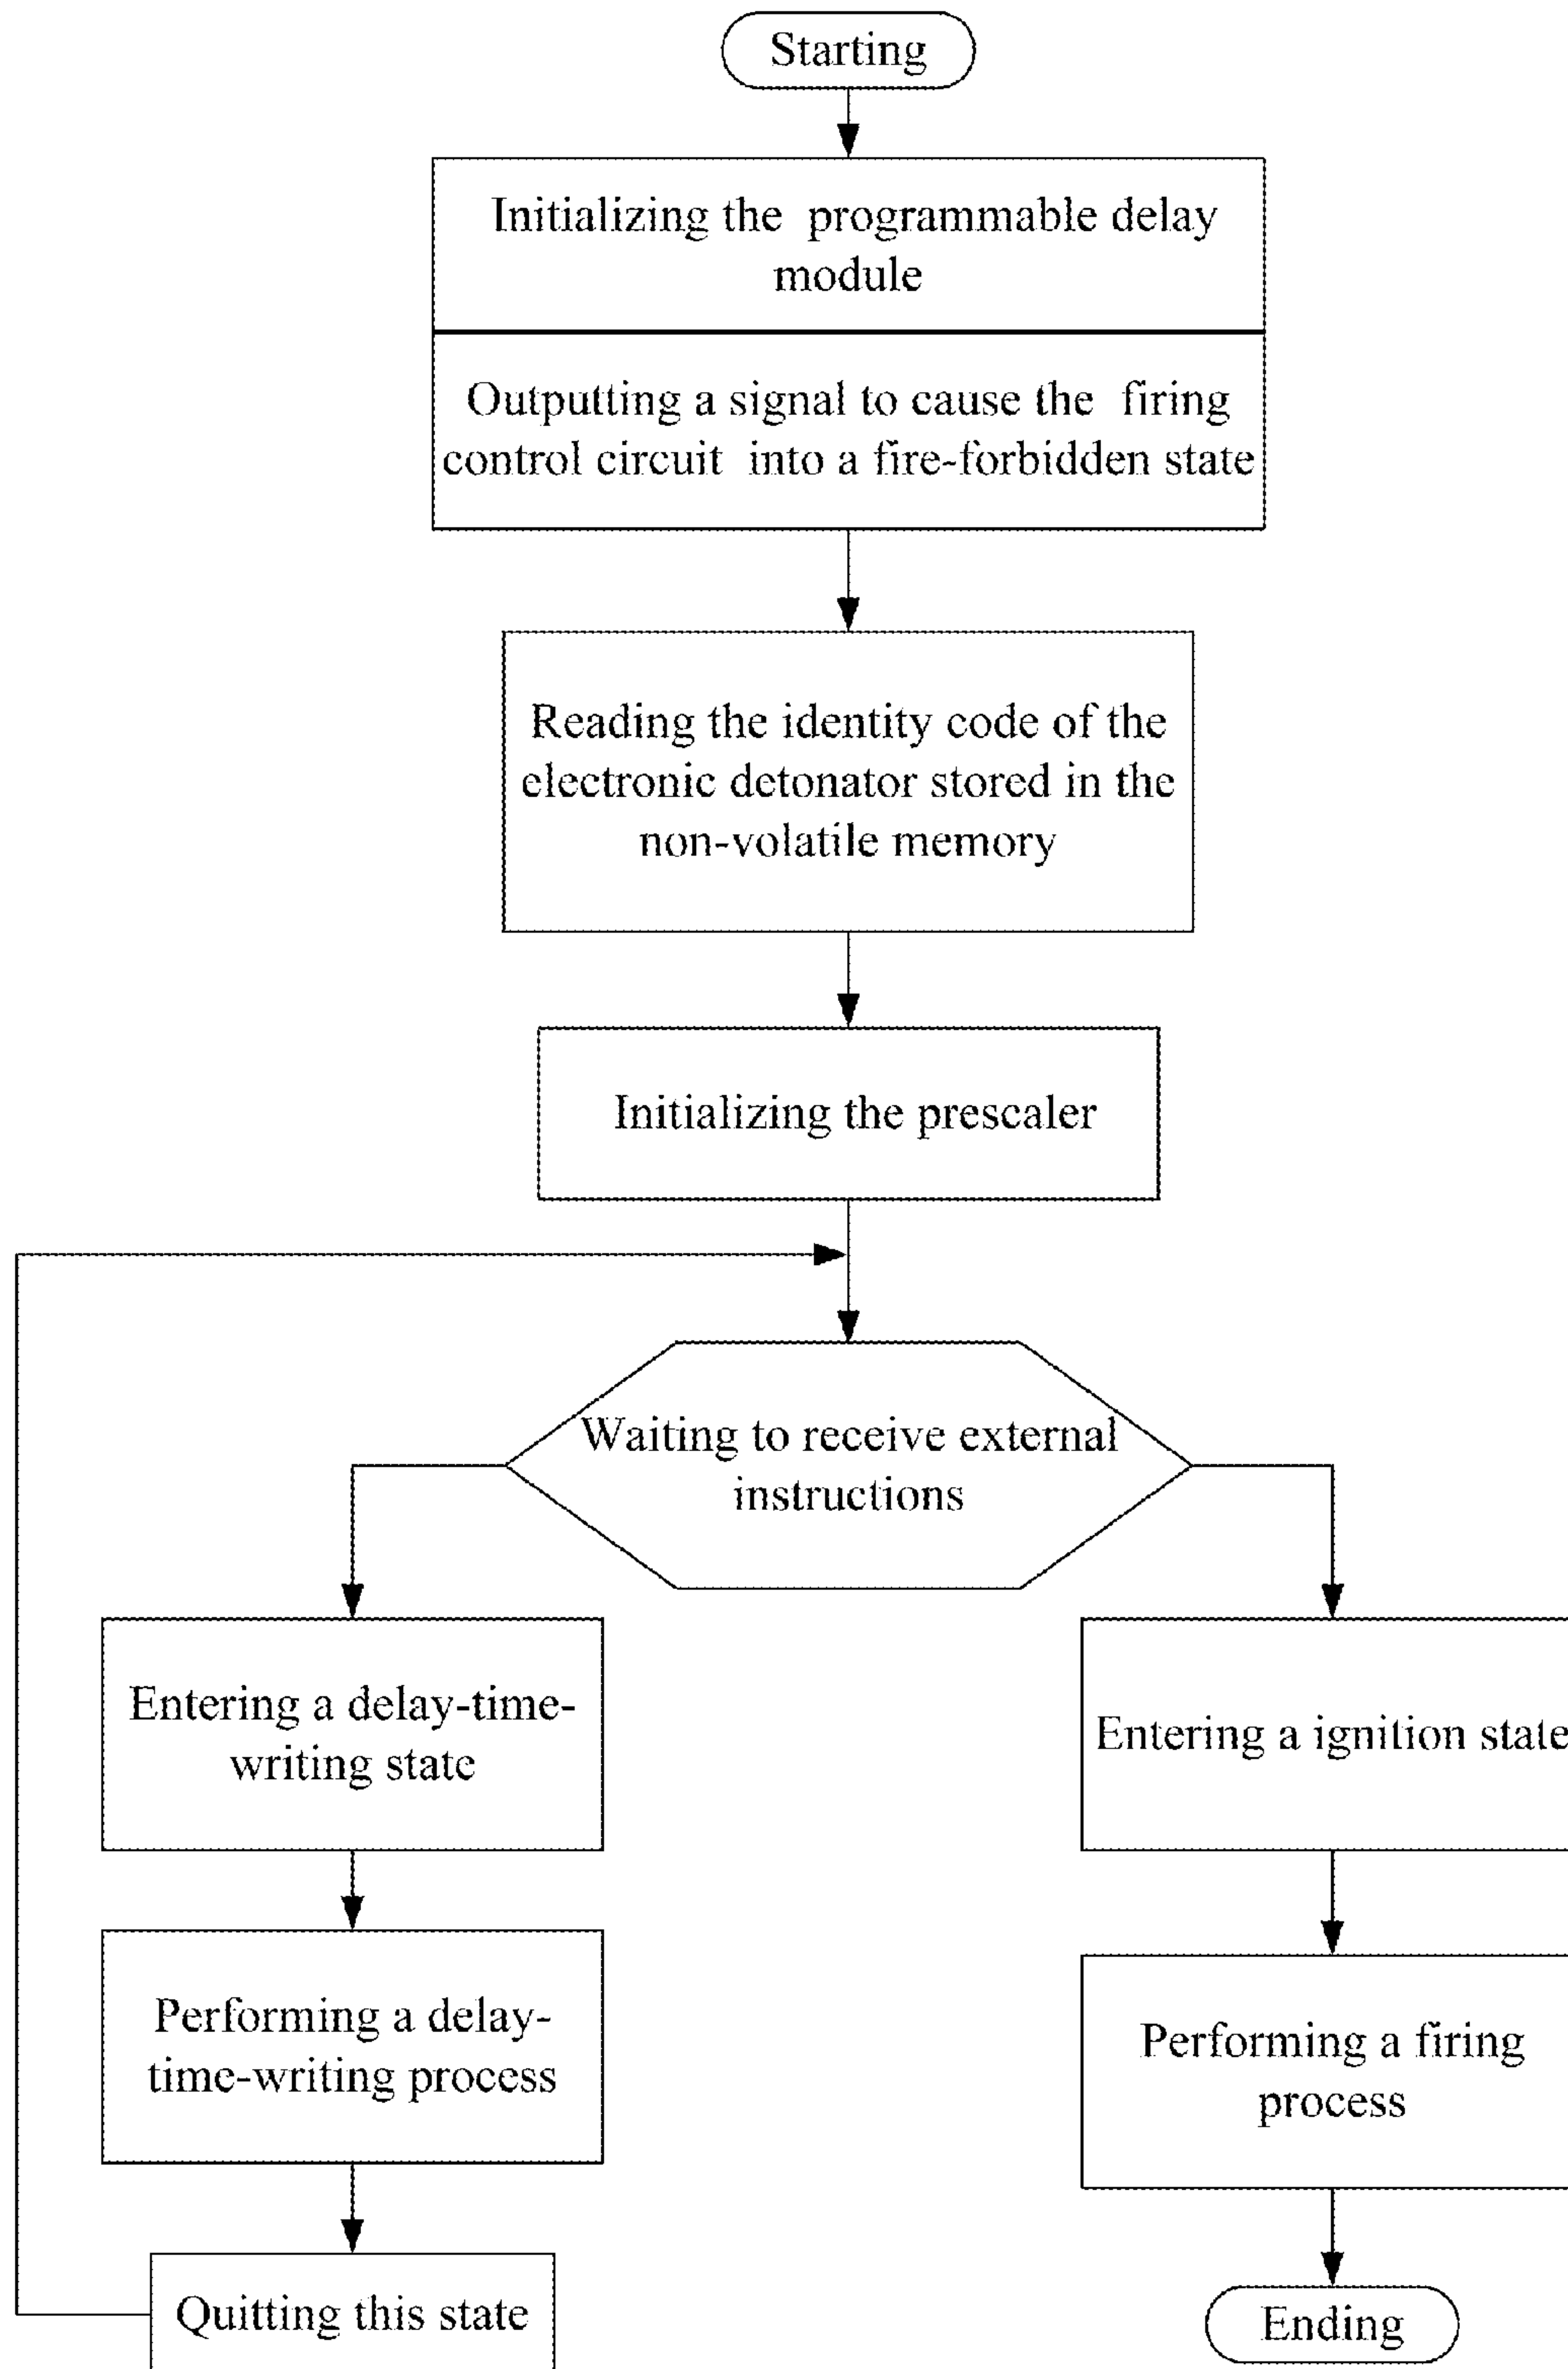 Starting
Initializing the programmable delay
module
Outputting a signal to cause the firing
control circuit into a fire-forbidden state
Reading the identity code of the
electronic detonator stored in the
non-volatile memory
Initializing the prescaler
Waiting to receive external
instructions
Entering a delay-time-
writing state
Performing a delay-
time-writing process
Quitting this state
Entering a ignition state
Performing a firing
process
Ending